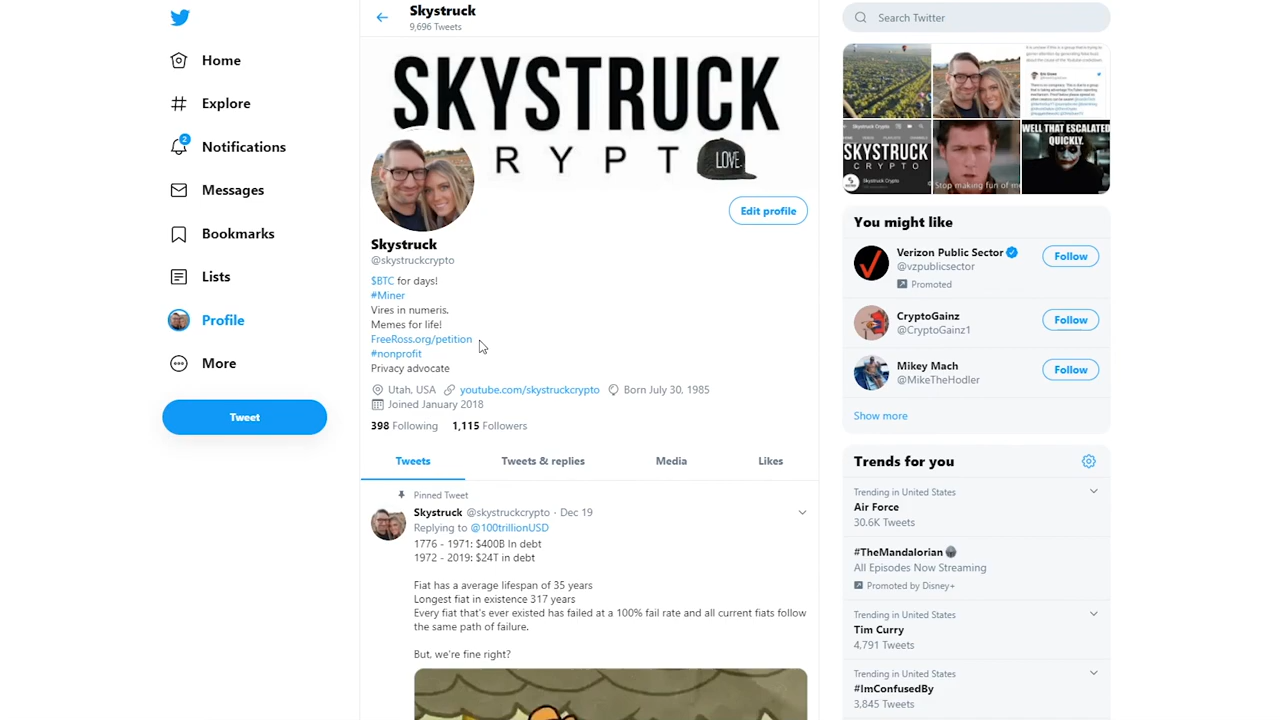 Home
Explore
2
Notifications
Messages
Bookmarks
Lists
Profile
More
Tweet
Skystruck
9,696 Tweets
SKYSTRUCK
RYPT
LOVE.
Edit profile
Skystruck
@skystruckcrypto
$BTC for days!
#Miner
Vires in numeris.
Memes for life!
FreeRoss.org/petition
#nonprofit
Privacy advocate
Utah, USA youtube.com/skystruckcrypto Born July 30, 1985
Joined January 2018
398 Following 1,115 Followers
Tweets Tweets & replies Media Likes
Pinned Tweet
Skystruck @skystruckcrypto · Dec 19
Replying to @100trillionUSD
1776 - 1971: $400B In debt
1972 - 2019: $24T in debt
Fiat has a average lifespan of 35 years
Longest fiat in existence 317 years
Every fiat that's ever existed has failed at a 100% fail rate and all current fiats follow
the same path of failure.
But, we're fine right?
Search Twitter
SKYSTRUCK
CRYPTO
Skystruck Crypto
Stop making fun of me
WELL THAT ESCALATED
QUICKLY.
You might like
Verizon Public Sector
@vzpublicsector
Promoted
Follow
CryptoGainz
@CryptoGainz1
Follow
Mikey Mach
@MikeTheHodler
Follow
Show more
Trends for you
Trending in United States
Air Force
30.6K Tweets
#TheMandalorian
All Episodes Now Streaming
Promoted by Disney+
Trending in United States
Tim Curry
4,791 Tweets
Trending in United States
#ImConfusedBy
3,845 Tweets